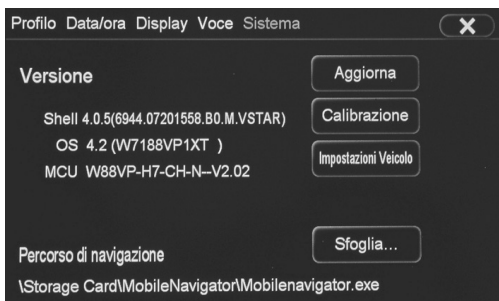 Profilo Data/ora Display Voce Sistema X
Versione
Aggiorna
Shell 4.0.5(6944.07201558.B0.M.VSTAR)
Calibrazione
OS 4.2 (W7188VP1XT )
Impostazioni Veicolo
MCU W88VP-H7-CH-N--V2.02
Percorso di navigazione
Sfoglia...
\Storage Card\MobileNavigator\Mobilenavigator.exe